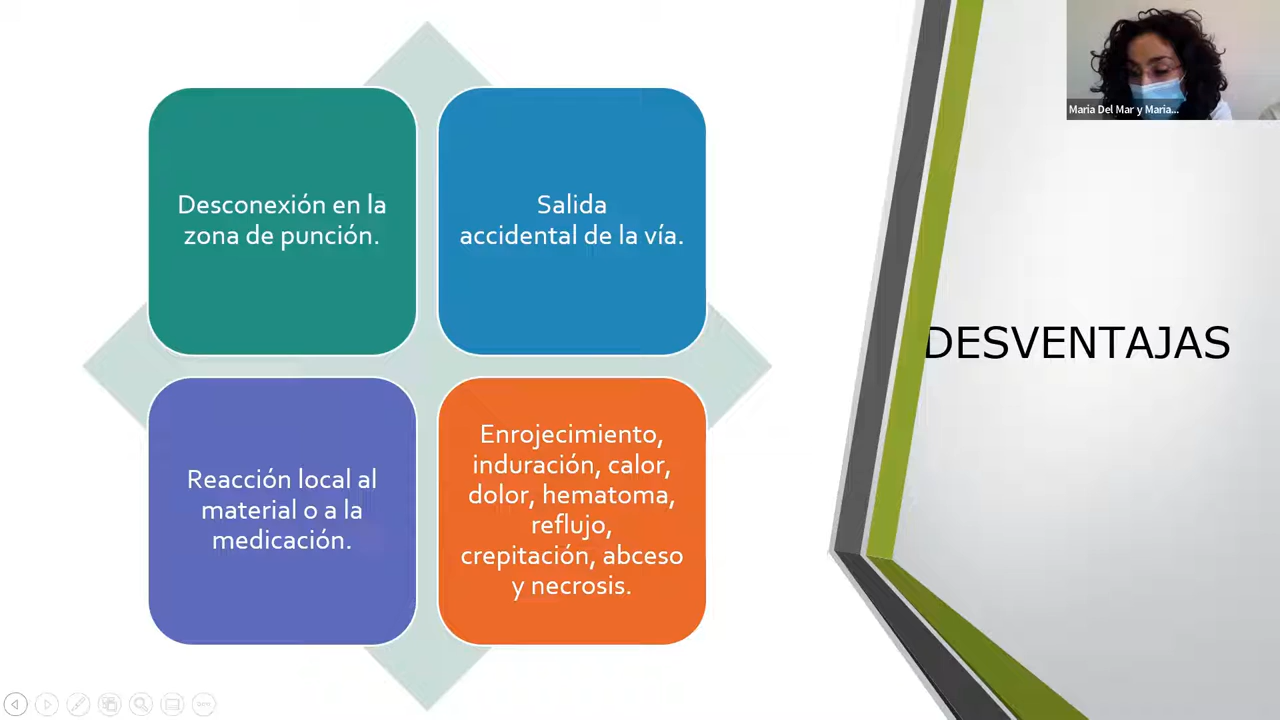 Desconexión en la
zona de punción.
Salida
accidental de la vía.
Reacción local al
material o a la
medicación.
Enrojecimiento,
induración, calor,
dolor, hematoma,
reflujo,
crepitación, abceso
y necrosis.
DESVENTAJAS
Maria Del Mar y Maria...